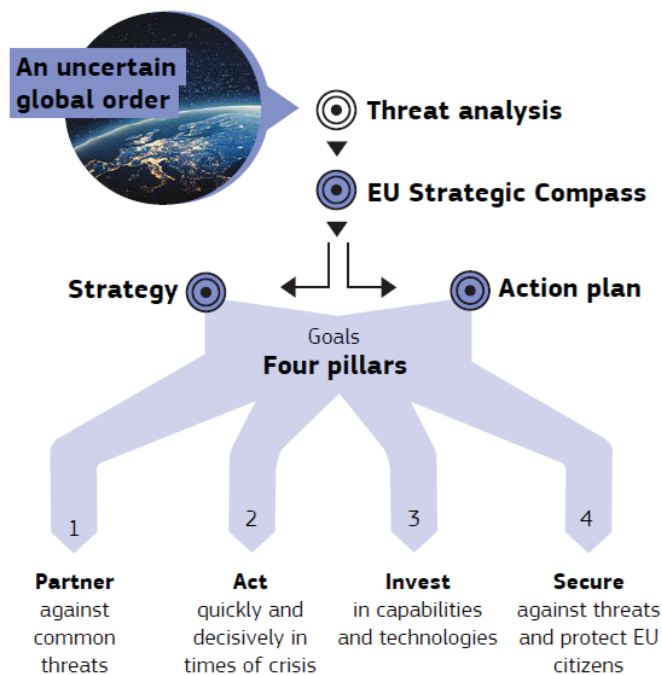 An uncertain
global order
Threat analysis
EU Strategic Compass
Strategy
Action plan
Goals
Four pillars
1
2
3
4
Partner
against
common
threats
Act
quickly and
decisively in
times of crisis
Invest
in capabilities
and technologies
Secure
against threats
and protect EU
citizens